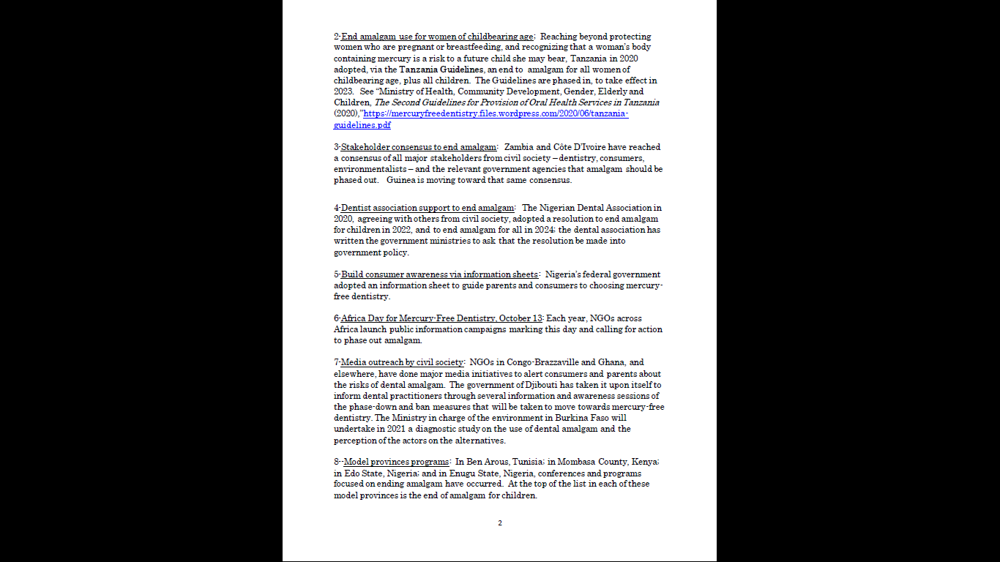 2-End amalgam use for women of childbearing age; Reaching beyond protecting
women who are pregnant or breastfeeding, and recognizing that a woman's body
containing mercury is a risk to a future child she may bear, Tanzania in 2020
adopted, via the Tanzania Guidelines, an end to amalgam for all women of
childbearing age, plus all children. The Guidelines are phased in, to take effect in
2023. See “Ministry of Health, Community Development, Gender, Elderly and
Children, The Second Guidelines for Provision of Oral Health Services in Tanzania
(2020),”https://mercuryfreedentistry.files.wordpress.com/2020/06/tanzania-
guidelines.pdf
3-Stakeholder consensus to end amalgam: Zambia and Côte D'Ivoire have reached
a consensus of all major stakeholders from civil society – dentistry, consumers,
environmentalists – and the relevant government agencies that amalgam should be
phased out. Guinea is moving toward that same consensus.
4-Dentist association support to end amalgam: The Nigerian Dental Association in
2020, agreeing with others from civil society, adopted a resolution to end amalgam
for children in 2022, and to end amalgam for all in 2024; the dental association has
written the government ministries to ask that the resolution be made into
government policy.
5-Build consumer awareness via information sheets: Nigeria's federal government
adopted an information sheet to guide parents and consumers to choosing mercury-
free dentistry.
6-Africa Day for Mercury-Free Dentistry, October 13: Each year, NGOs across
Africa launch public information campaigns marking this day and calling for action
to phase out amalgam.
7-Media outreach by civil society: NGOs in Congo-Brazzaville and Ghana, and
elsewhere, have done major media initiatives to alert consumers and parents about
the risks of dental amalgam. The government of Djibouti has taken it upon itself to
inform dental practitioners through several information and awareness sessions of
the phase-down and ban measures that will be taken to move towards mercury-free
dentistry. The Ministry in charge of the environment in Burkina Faso will
undertake in 2021 a diagnostic study on the use of dental amalgam and the
perception of the actors on the alternatives.
8--Model provinces programs: In Ben Arous, Tunisia; in Mombasa County, Kenya;
in Edo State, Nigeria; and in Enugu State, Nigeria, conferences and programs
focused on ending amalgam have occurred. At the top of the list in each of these
model provinces is the end of amalgam for children.
2